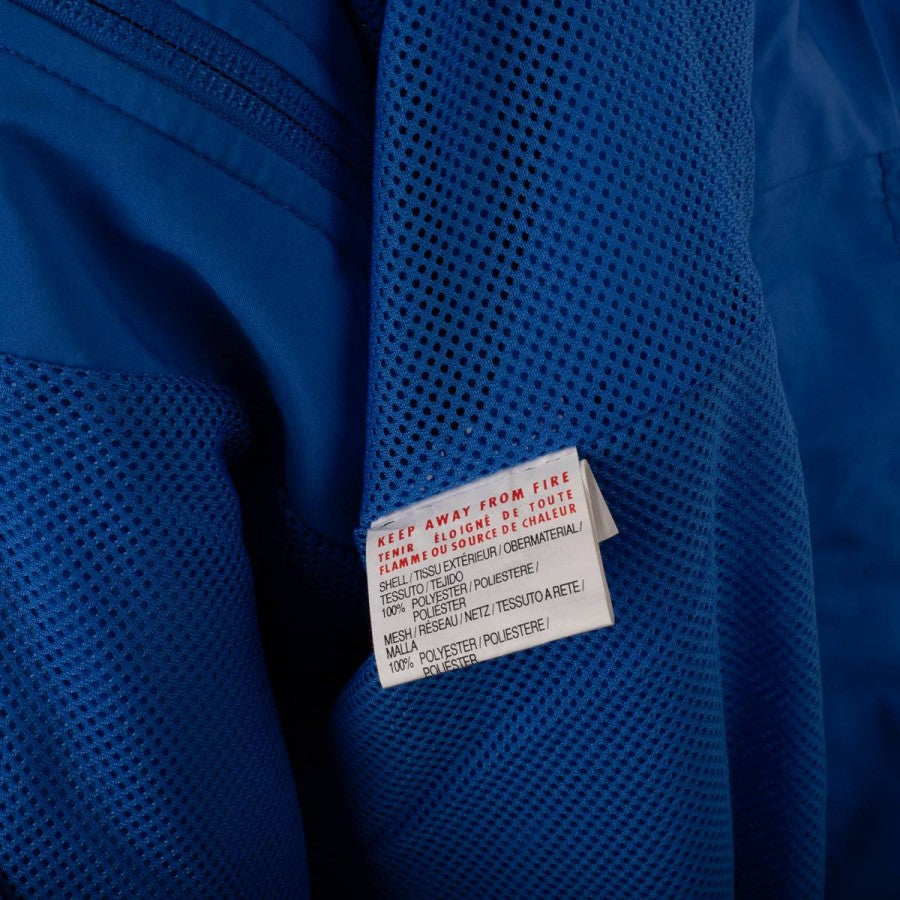 KEEP AWAY FROM FIRE
TENIR ÉLOIGNÉ DE TOUTE
FLAMME OU SOURCE DE CHALEUR
SHELL / TISSU EXTÉRIEUR / OBERMATERIAL /
TESSUTO / TEJIDO
100% POLYESTER / POLIESTERE /
POLIÉSTER
MESH / RÉSEAU / NETZ / TESSUTO A RETE /
MALLA
100% POLYESTER / POLIESTERE /
POLIÉSTER